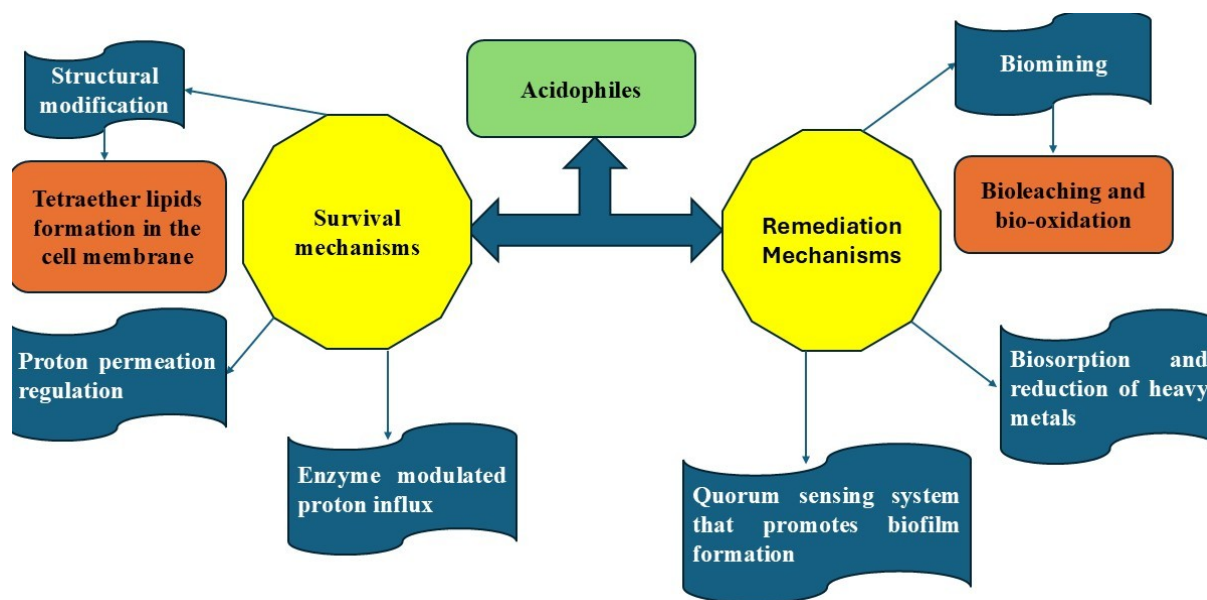 Acidophiles
Structural
modification
Tetraether lipids
formation in the
cell membrane
Survival
mechanisms
Proton permeation
regulation
Enzyme modulated
proton influx
Biomining
Bioleaching and
bio-oxidation
Remediation
Mechanisms
Biosorption and
reduction of heavy
metals
Quorum sensing system
that promotes biofilm
formation